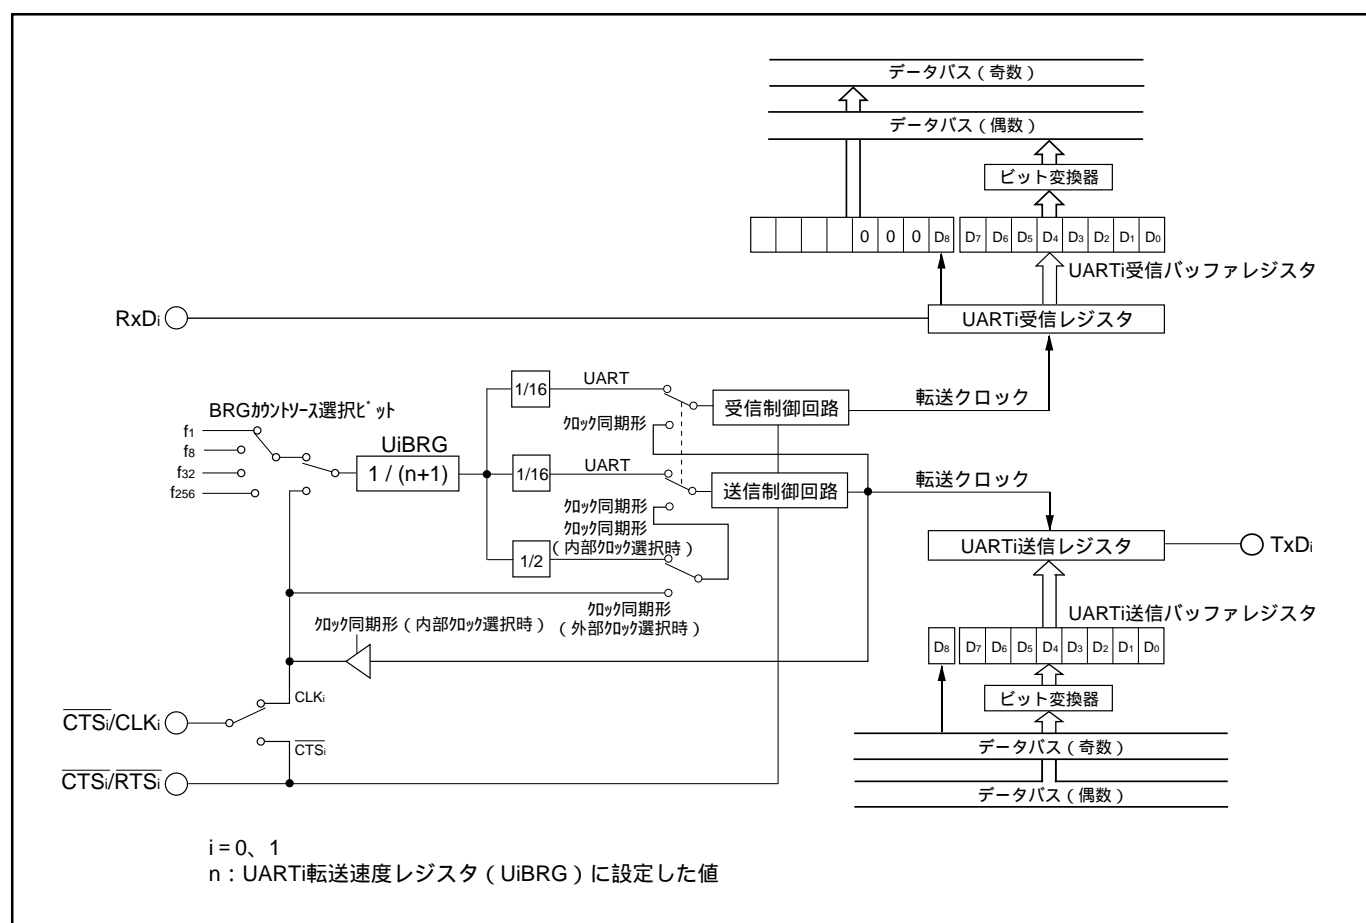 データバス（奇数）
データバス（偶数）
ビット変換器
0 0 0 D8 D7 D6 D5 D4 D3 D2 D1 D0
UARTi受信バッファレジスタ
RxDi
UARTi受信レジスタ
1/16
UART
受信制御回路
転送クロック
BRGｶｳﾝﾄｿｰｽ選択ﾋﾞｯﾄ
f1
f8
f32
f256
UiBRG
1 / (n+1)
ｸﾛｯｸ同期形
1/16
UART
送信制御回路
転送クロック
ｸﾛｯｸ同期形
ｸﾛｯｸ同期形
（内部ｸﾛｯｸ選択時）
1/2
UARTi送信レジスタ
TxDi
ｸﾛｯｸ同期形
（外部ｸﾛｯｸ選択時）
ｸﾛｯｸ同期形（内部ｸﾛｯｸ選択時）
UARTi送信バッファレジスタ
D8 D7 D6 D5 D4 D3 D2 D1 D0
ビット変換器
CLKi
CTSi/CLKi
CTSi
CTSi/RTSi
データバス（奇数）
データバス（偶数）
i = 0、1
n：UARTi転送速度レジスタ（UiBRG）に設定した値